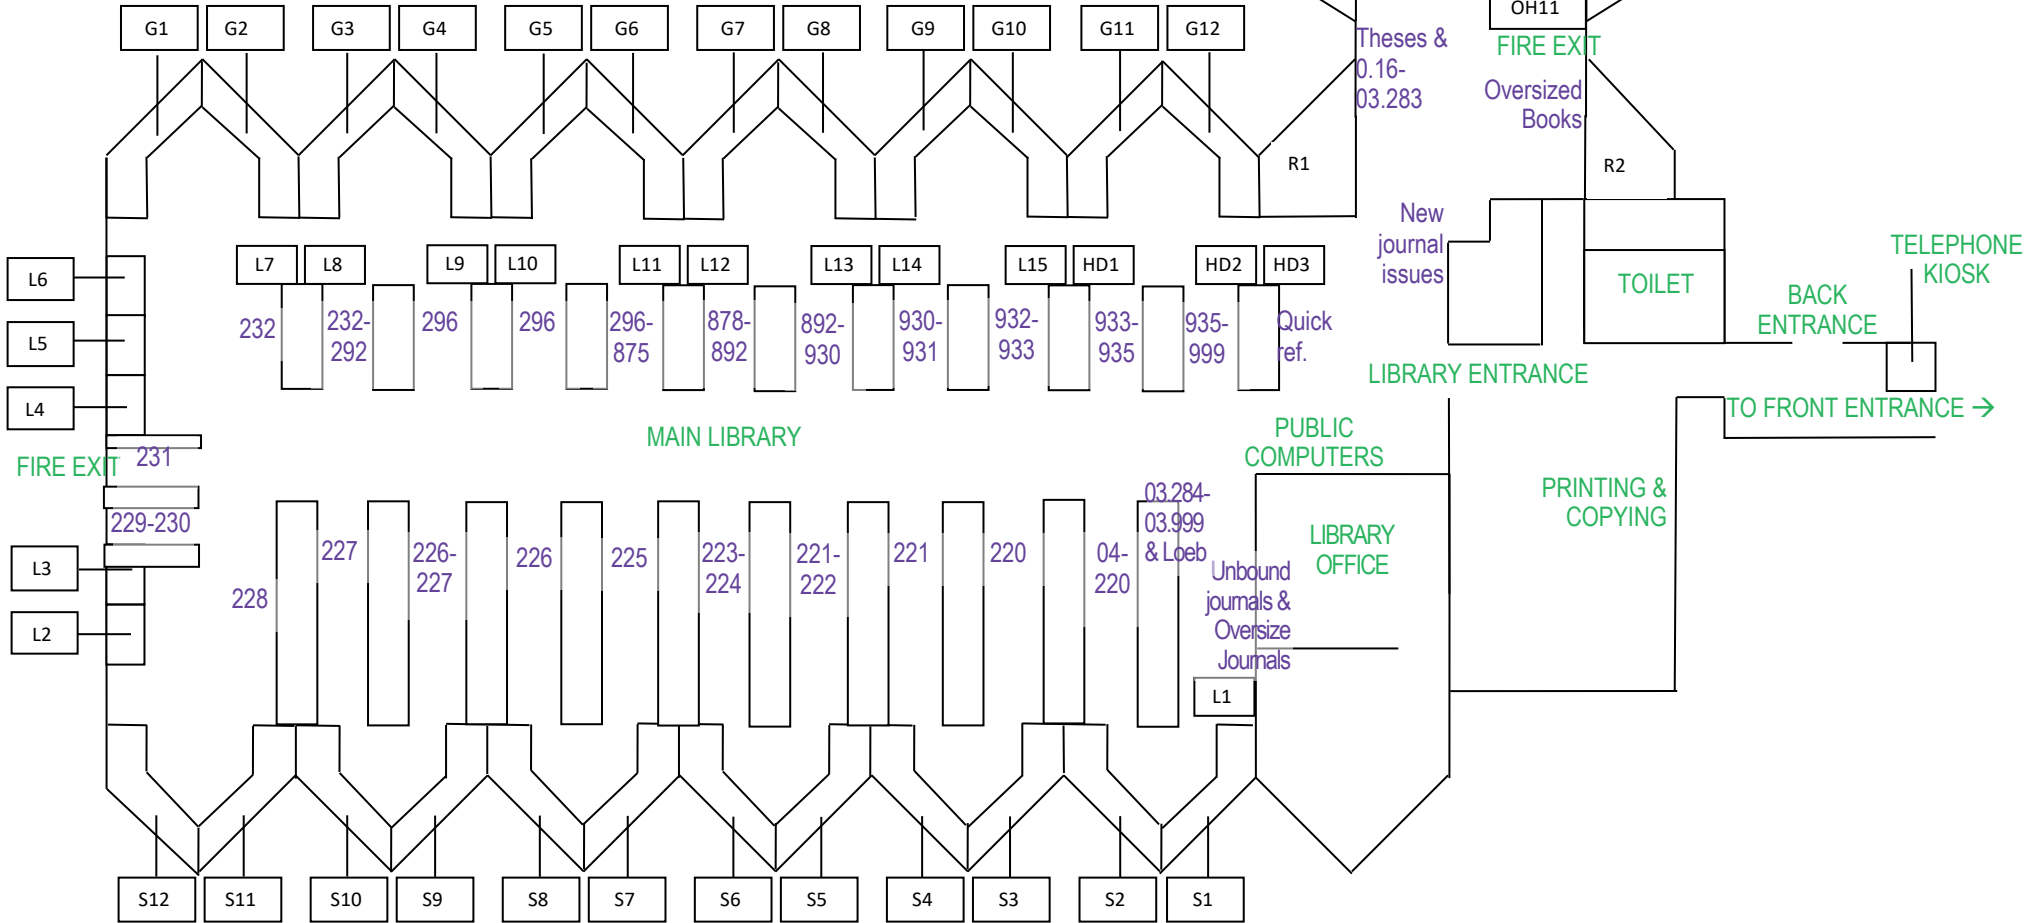 OH11
G1 G2 G3 G4 G5 G6 G7 G8 G9 G10 G11 G12
Theses &
0.16-
03.283
FIRE EXIT
Oversized
Books
R1
R2
New
journal
issues
TOILET
BACK
ENTRANCE
TELEPHONE
KIOSK
L6
L5
L4
L7 L8 L9 L10 L11 L12 L13 L14 L15 HD1 HD2 HD3
232
232-
292
296
296
296-
875
878-
892
892-
930
930-
931
932-
933
933-
935
935-
999
Quick
ref.
LIBRARY ENTRANCE
TO FRONT ENTRANCE →
MAIN LIBRARY
PUBLIC
COMPUTERS
FIRE EXIT
231
229-230
L3
L2
228
227
226-
227
226
225
223-
224
221-
222
221
220
04-
220
03.284-
03.999
& Loeb
Unbound
journals &
Oversize
Journals
LIBRARY
OFFICE
PRINTING &
COPYING
L1
S12 S11 S10 S9 S8 S7 S6 S5 S4 S3 S2 S1